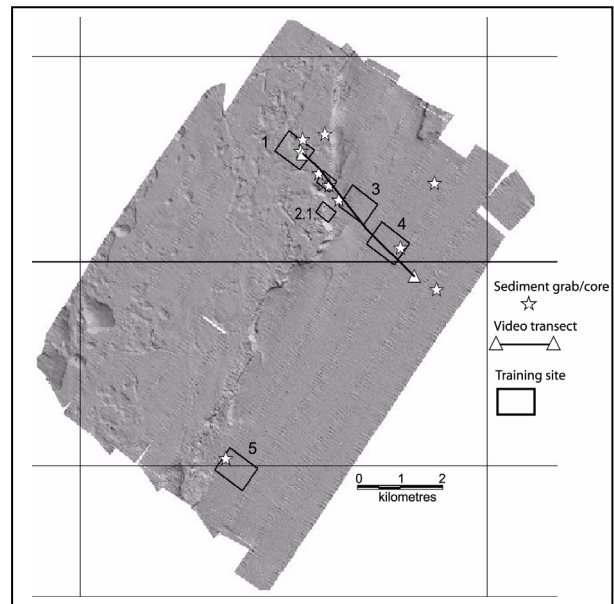 1
3
2.1
4
5
Sediment grab/core
Video transect
Training site
0 1 2
kilometres